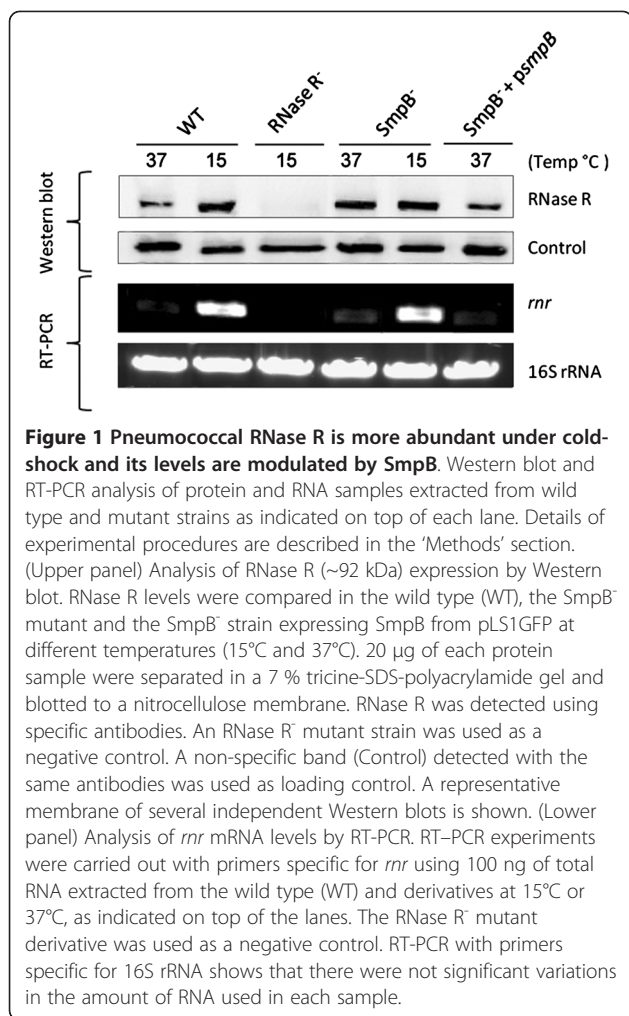 WT
RNase R⁻
SmpB⁻
SmpB⁻ + psmpB
37 15 15 37 15 37 (Temp °C )
Western blot
RNase R
Control
RT-PCR
rnr
16S rRNA
Figure 1 Pneumococcal RNase R is more abundant under cold-
shock and its levels are modulated by SmpB. Western blot and
RT-PCR analysis of protein and RNA samples extracted from wild
type and mutant strains as indicated on top of each lane. Details of
experimental procedures are described in the ‘Methods’ section.
(Upper panel) Analysis of RNase R (~92 kDa) expression by Western
blot. RNase R levels were compared in the wild type (WT), the SmpB⁻
mutant and the SmpB⁻ strain expressing SmpB from pLS1GFP at
different temperatures (15°C and 37°C). 20 μg of each protein
sample were separated in a 7 % tricine-SDS-polyacrylamide gel and
blotted to a nitrocellulose membrane. RNase R was detected using
specific antibodies. An RNase R⁻ mutant strain was used as a
negative control. A non-specific band (Control) detected with the
same antibodies was used as loading control. A representative
membrane of several independent Western blots is shown. (Lower
panel) Analysis of rnr mRNA levels by RT-PCR. RT–PCR experiments
were carried out with primers specific for rnr using 100 ng of total
RNA extracted from the wild type (WT) and derivatives at 15°C or
37°C, as indicated on top of the lanes. The RNase R⁻ mutant
derivative was used as a negative control. RT-PCR with primers
specific for 16S rRNA shows that there were not significant variations
in the amount of RNA used in each sample.